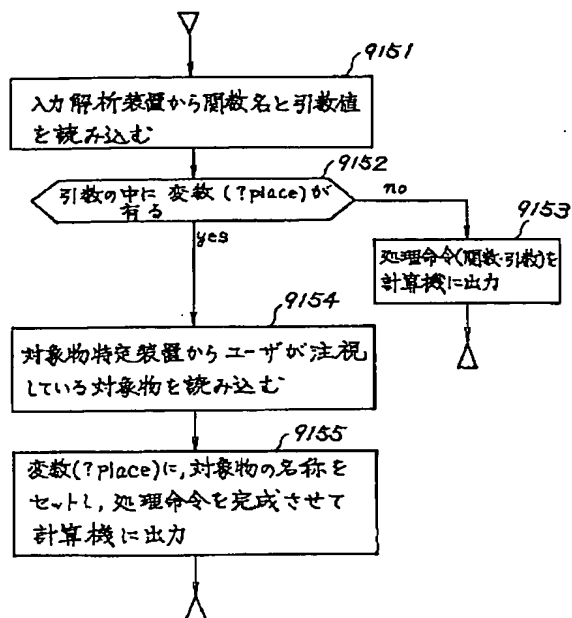 9151
入力解析装置から関数名と引数値
を読み込む
9152
引数の中に変数(?place)が
有る
no
yes
9153
処理命令(関数・引数)を
計算機に出力
9154
対象物特定装置からユーザが注視
している対象物を読み込む
9155
変数(?place)に,対象物の名称を
セットし,処理命令を完成させて
計算機に出力